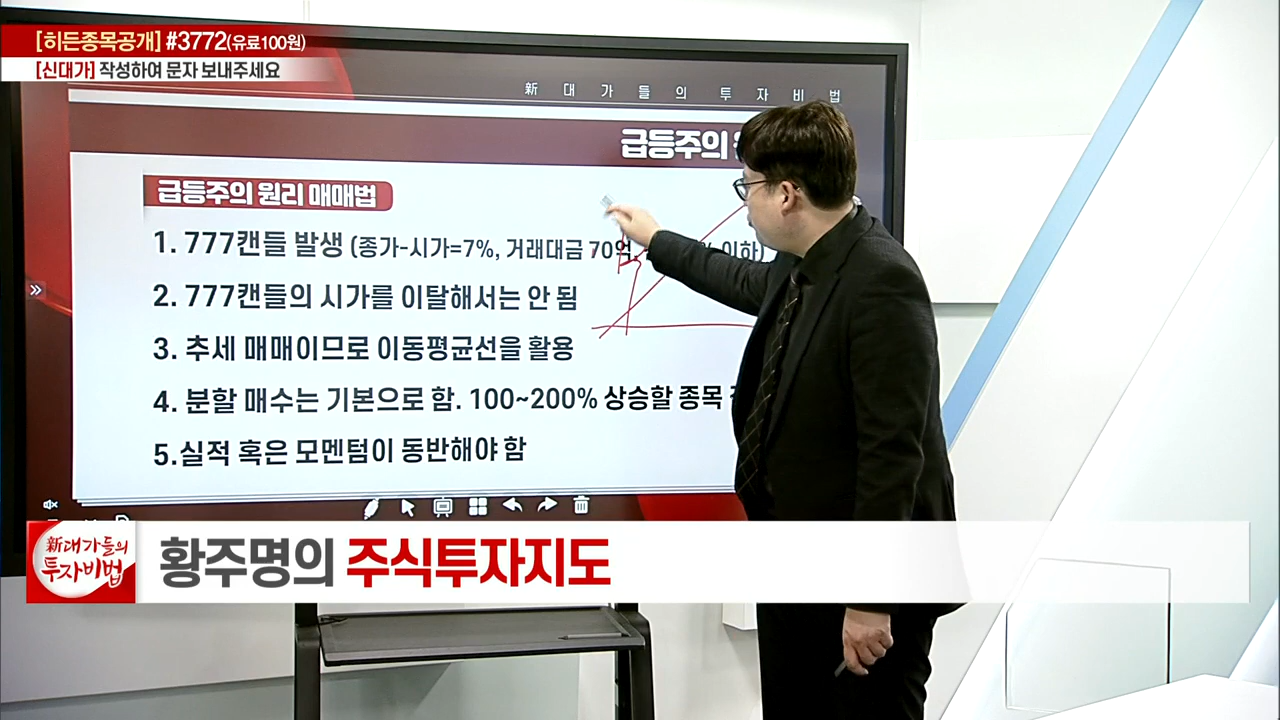 [히든종목공개] #3772(유료100원)
[신대가] 작성하여 문자 보내주세요
新 대 가 들 의 투 자 비 법
급등주의
급등주의 원리 매매법
1. 777캔들 발생 (종가-시가=7%, 거래대금 70억, 이하)
2. 777캔들의 시가를 이탈해서는 안 됨
3. 추세 매매이므로 이동평균선을 활용
4. 분할 매수는 기본으로 함. 100~200% 상승할 종목
5.실적 혹은 모멘텀이 동반해야 함
新대가들의
투자비법
황주명의 주식투자지도